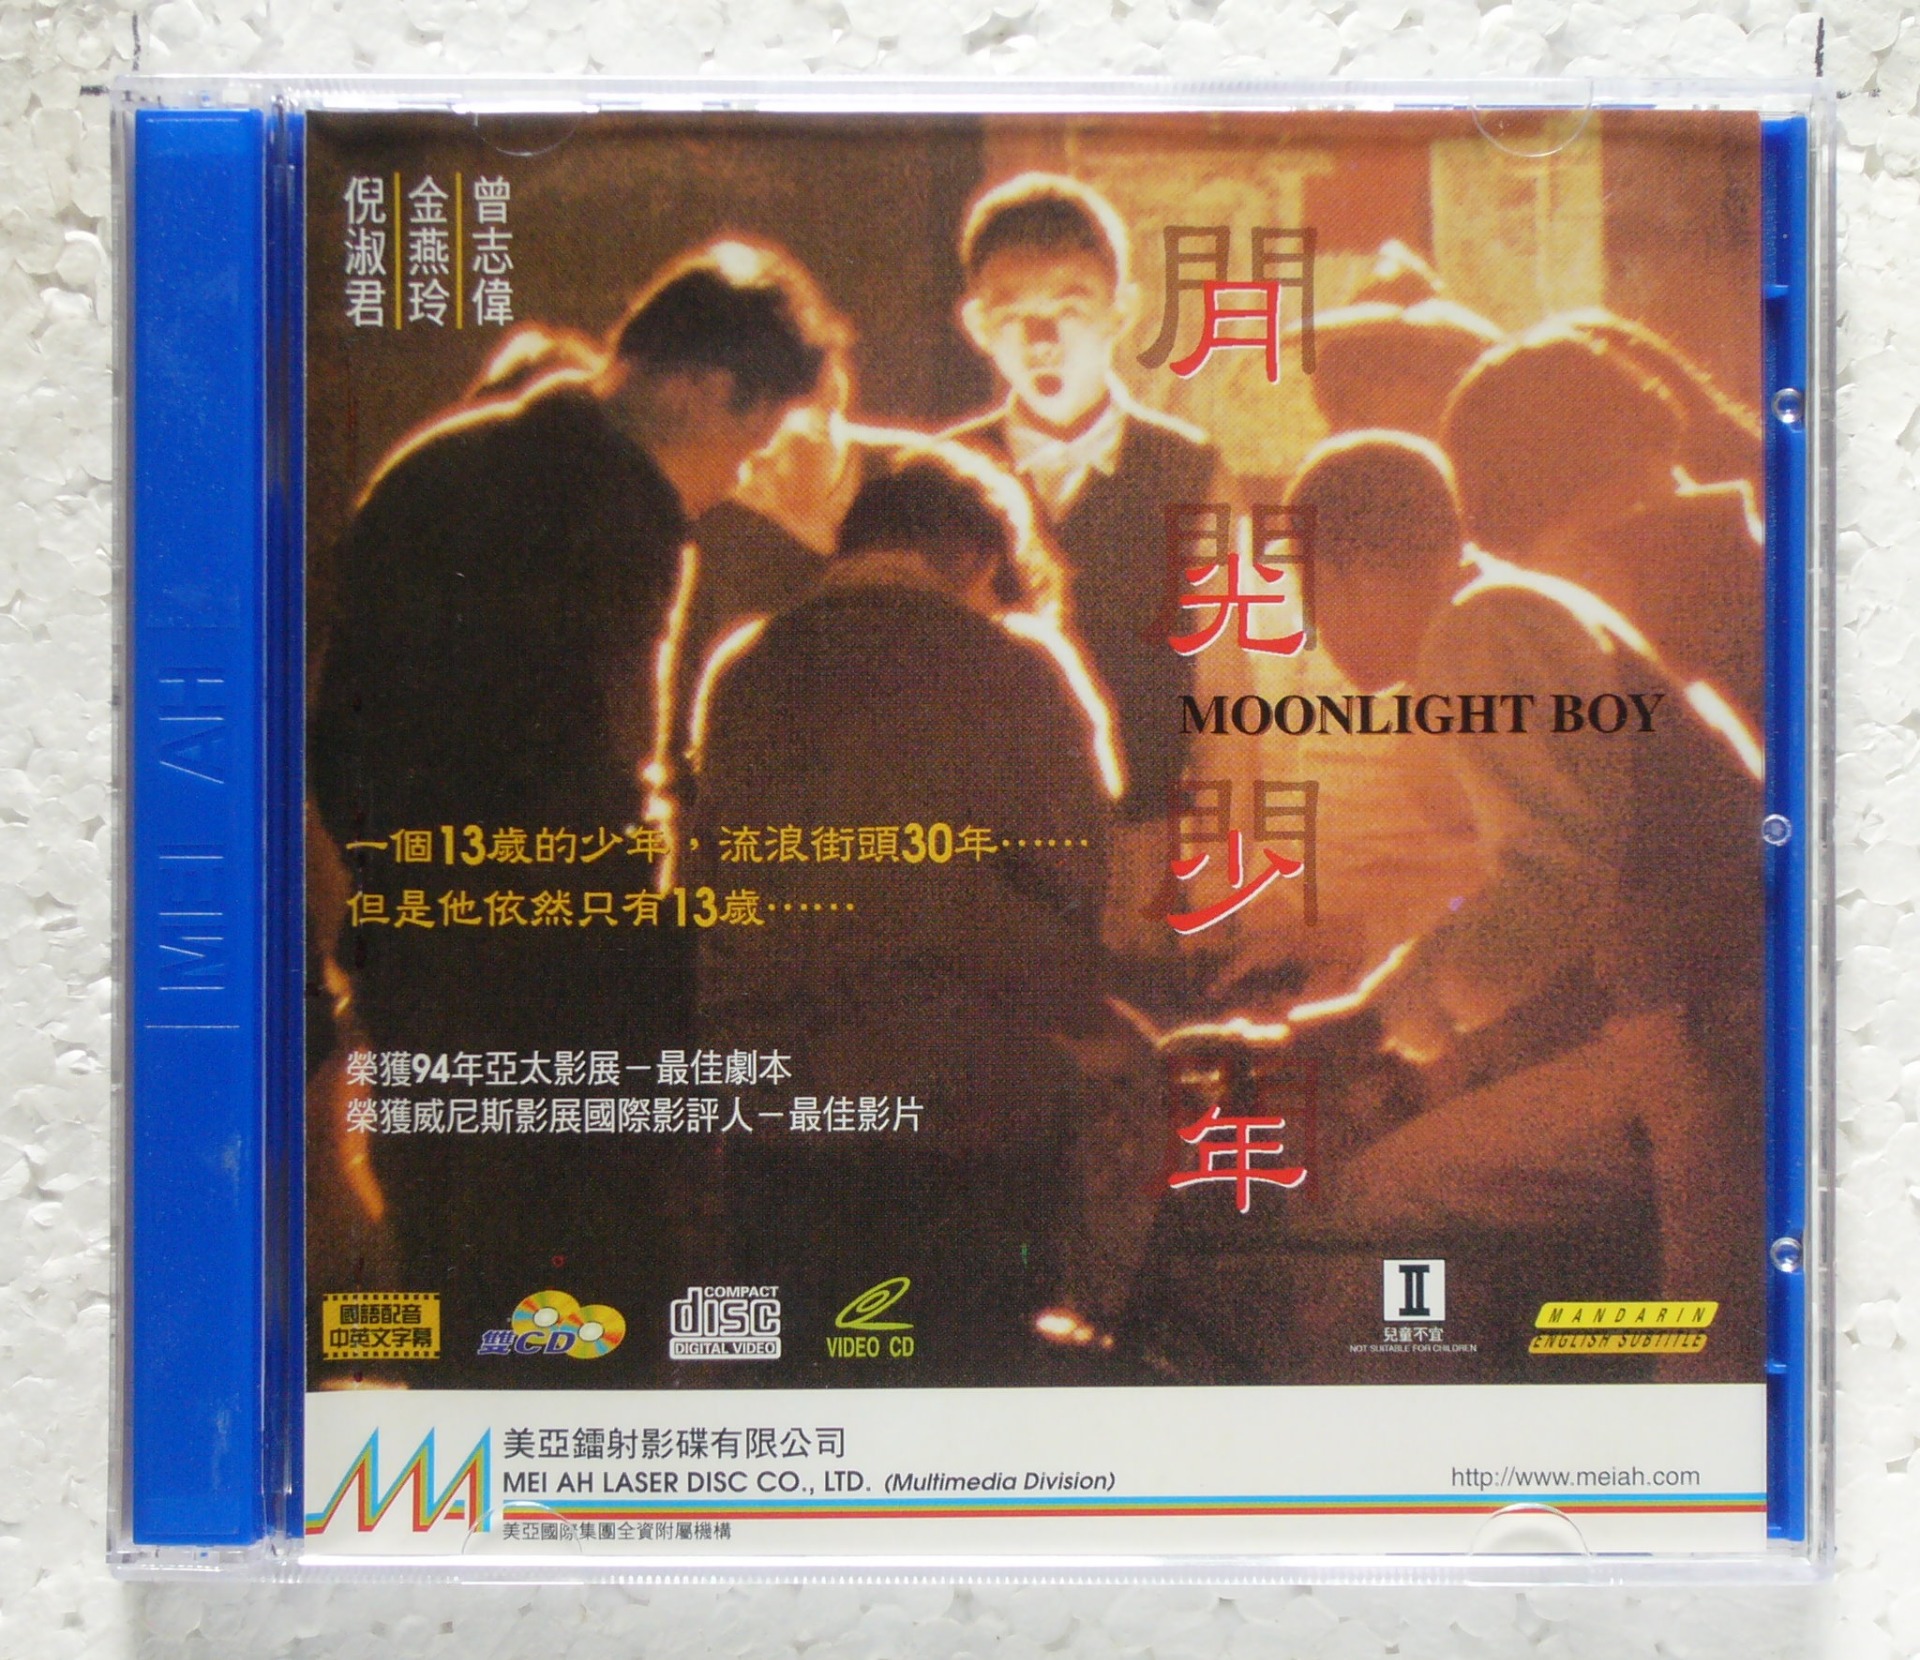 倪淑君
金燕玲
曾志偉
月光少年
MOONLIGHT BOY
一個13歲的少年，流浪街頭30年⋯⋯
但是他依然只有13歲⋯⋯
榮獲94年亞太影展－最佳劇本
榮獲威尼斯影展國際影評人－最佳影片
國語配音
中英文字幕
雙CD
COMPACT
disc
DIGITAL VIDEO
VIDEO CD
II
兒童不宜
NOT SUITABLE FOR CHILDREN
MANDARIN
ENGLISH SUBTITLE
MA
美亞鐳射影碟有限公司
MEI AH LASER DISC CO., LTD. (Multimedia Division)
http://www.meiah.com
美亞國際集團全資附屬機構
MEI AH